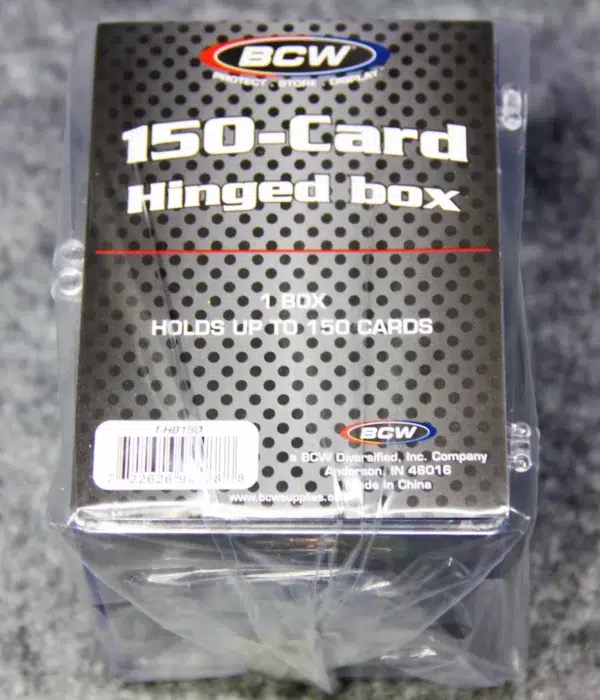 BCW
PROTECT · STORE · DISPLAY™
150-Card
Hinged box
1 BOX
HOLDS UP TO 150 CARDS
1-HB150
BCW
a BCW Diversified, Inc. Company
Anderson, IN 46016
Made in China
www.bcwsupplies.com